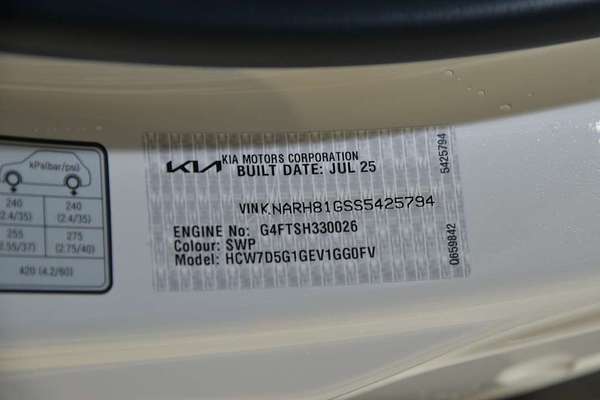 kPa(bar/psi)
240 240
(2.4/35) (2.4/35)
255 275
(2.55/37) (2.75/40)
420 (4.2/60)
KIA KIA MOTORS CORPORATION
BUILT DATE: JUL 25
VIN KNARH81GSS5425794
ENGINE No: G4FTSH330026
Colour: SWP
Model: HCW7D5G1GEV1GG0FV
5425794
0659842